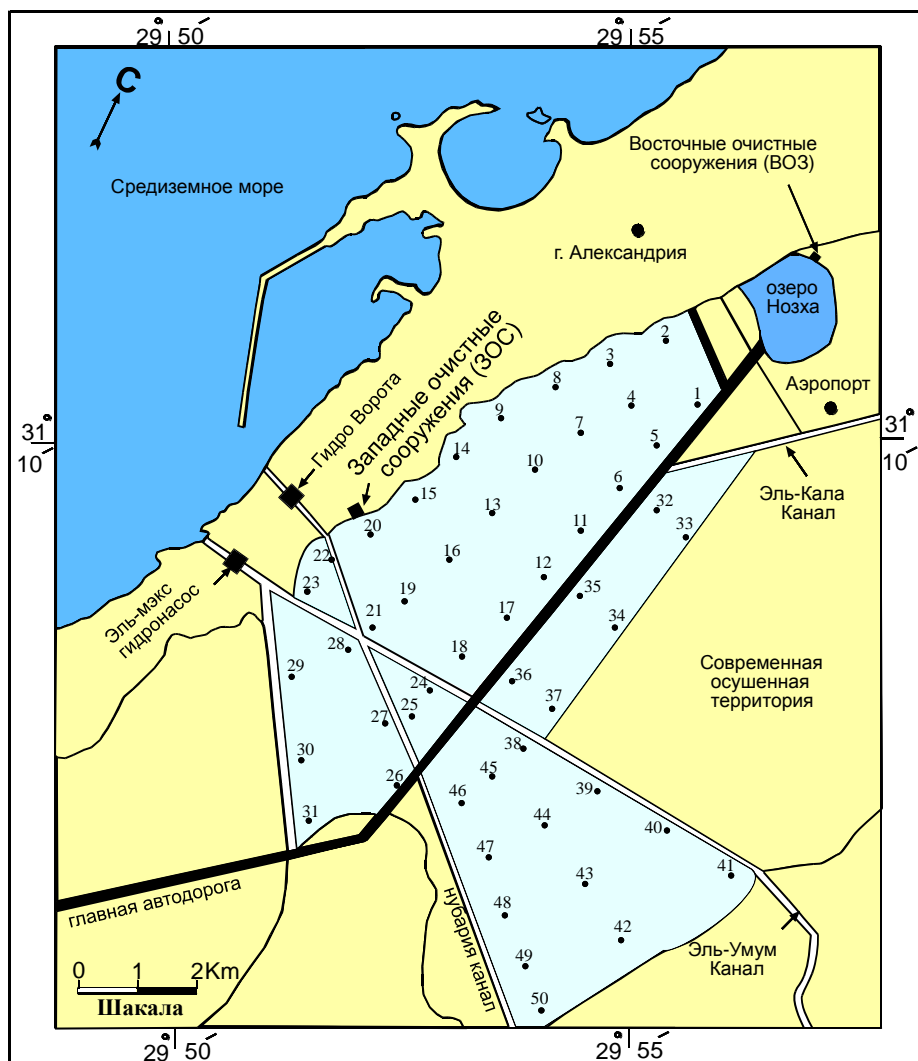 29° 50'
29° 55'
С
Восточные очистные
сооружения (ВОЗ)
Средиземное море
г. Александрия
озеро
Нозха
Аэропорт
Западные очистные
сооружения (ЗОС)
Гидро Ворота
31°
10'
31°
10'
Эль-Кала
Канал
Эль-мэкс
гидронасос
Современная
осушенная
территория
1
2
3
4
5
6
7
8
9
10
11
12
13
14
15
16
17
18
19
20
21
22
23
24
25
26
27
28
29
30
31
32
33
34
35
36
37
38
39
40
41
42
43
44
45
46
47
48
49
50
главная автодорога
нубария канал
Эль-Умум
Канал
0 1 2Km
Шакала
29° 50'
29° 55'